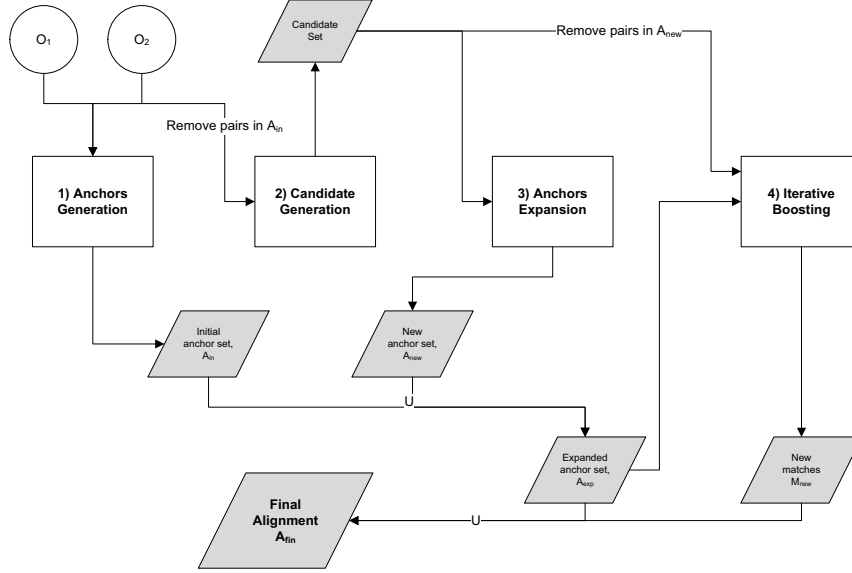 O1
O2
Candidate
Set
Remove pairs in Anew
Remove pairs in Ain
1) Anchors
Generation
2) Candidate
Generation
3) Anchors
Expansion
4) Iterative
Boosting
Initial
anchor set,
Ain
New
anchor set,
Anew
U
Expanded
anchor set,
Aexp
New
matches
Mnew
Final
Alignment
Afin
U